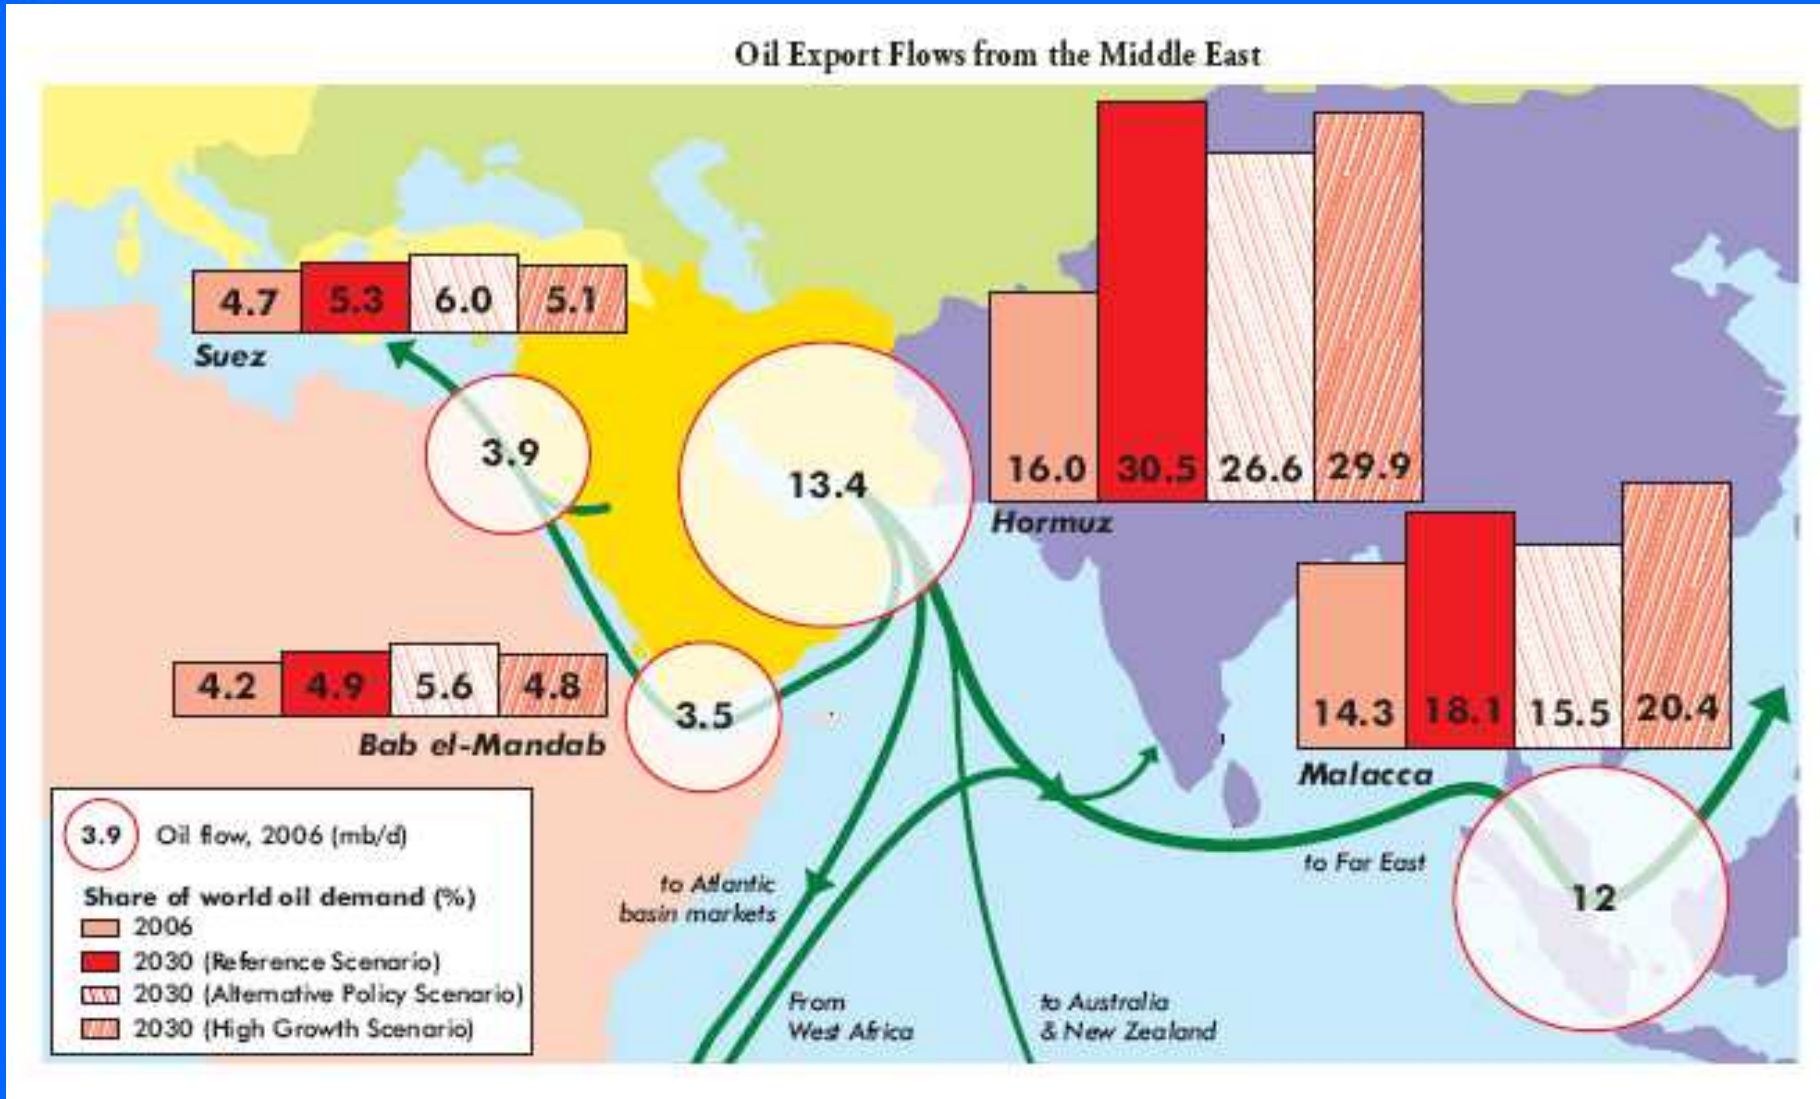 Oil Export Flows from the Middle East
4.7 5.3 6.0 5.1
Suez
3.9
13.4
16.0 30.5 26.6 29.9
Hormuz
4.2 4.9 5.6 4.8
Bab el-Mandab
3.5
14.3 18.1 15.5 20.4
Malacca
12
to Atlantic
basin markets
From
West Africa
to Australia
& New Zealand
to Far East
3.9 Oil flow, 2006 (mb/d)
Share of world oil demand (%)
2006
2030 (Reference Scenario)
2030 (Alternative Policy Scenario)
2030 (High Growth Scenario)